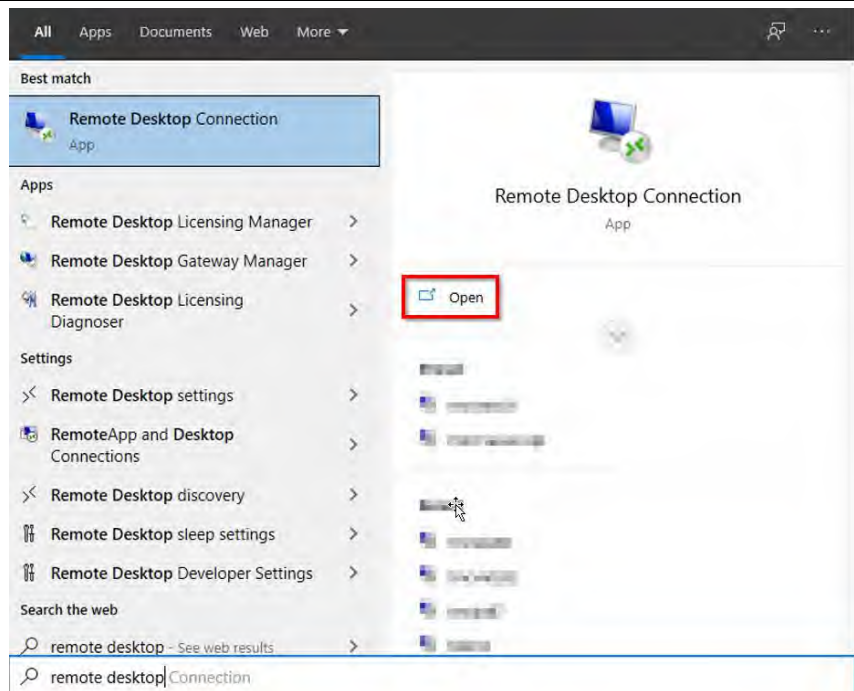 All Apps Documents Web More
Best match
Remote Desktop Connection
App
Apps
Remote Desktop Licensing Manager
Remote Desktop Gateway Manager
Remote Desktop Licensing
Diagnoser
Settings
Remote Desktop settings
RemoteApp and Desktop
Connections
Remote Desktop discovery
Remote Desktop sleep settings
Remote Desktop Developer Settings
Search the web
remote desktop - See web results
remote desktop Connection
Remote Desktop Connection
App
Open